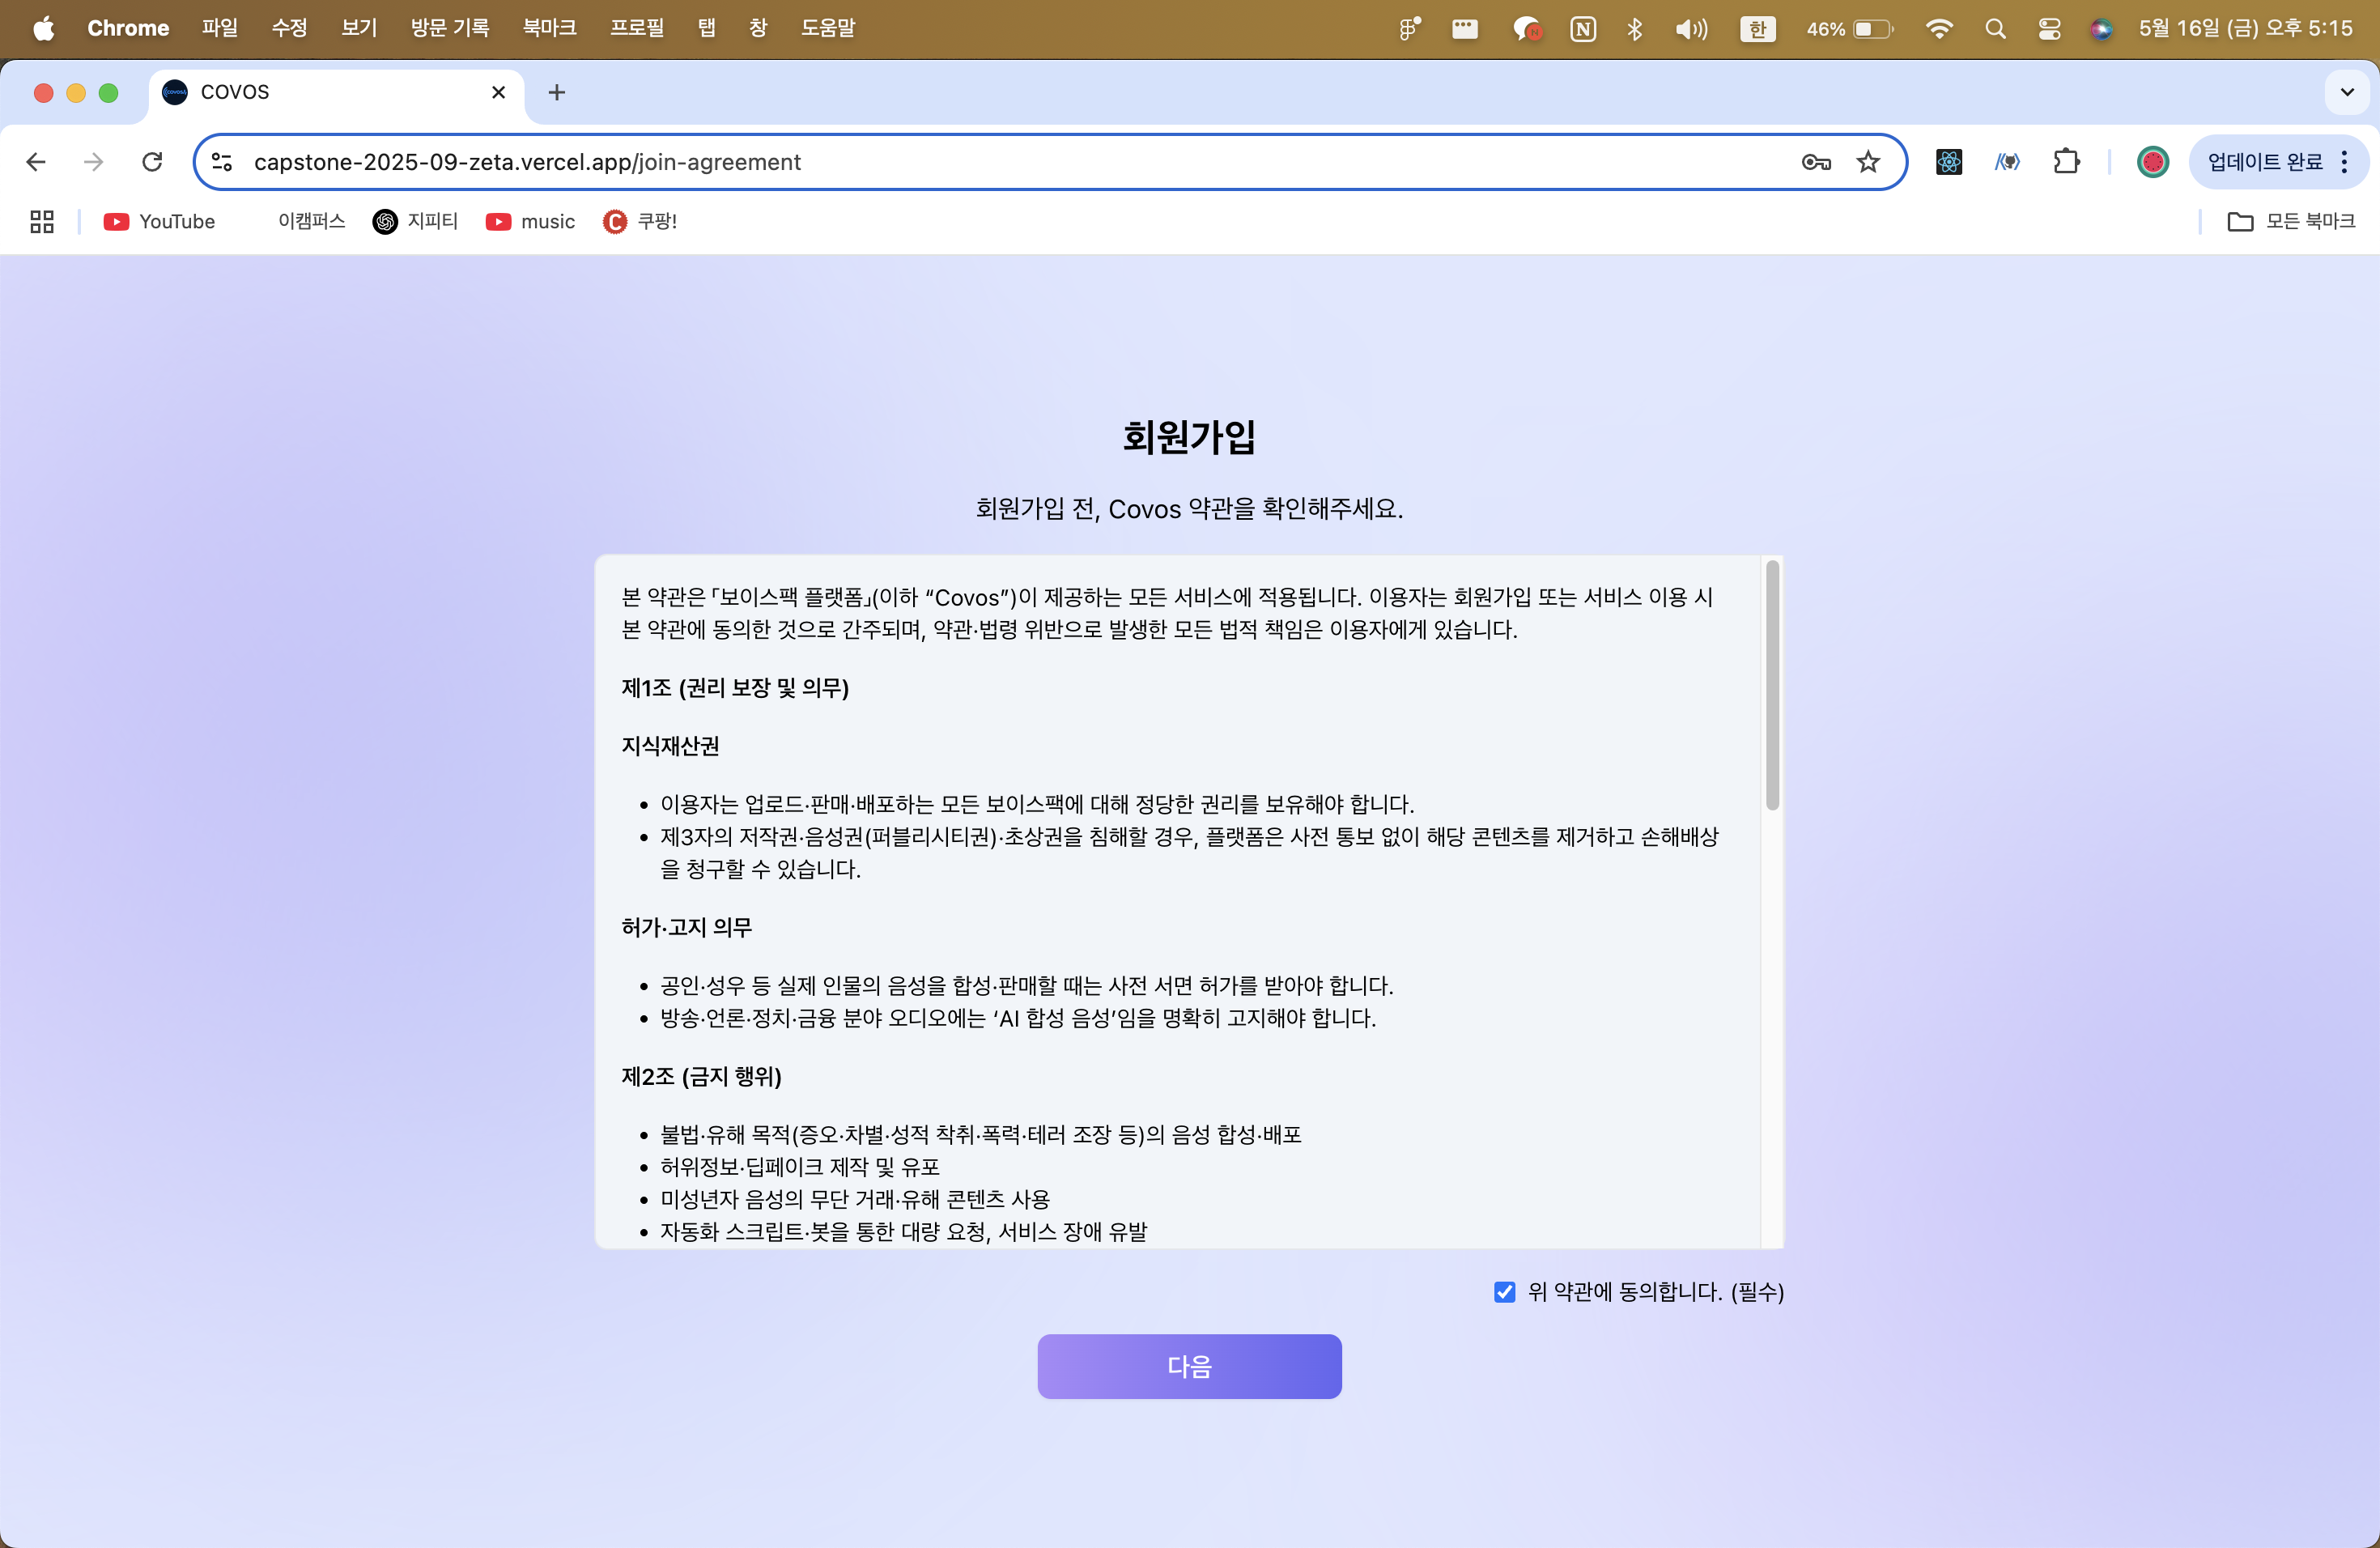 Chrome 파일 수정 보기 방문 기록 북마크 프로필 탭 창 도움말 N 한 46% 5월 16일 (금) 오후 5:15
COVOS
capstone-2025-09-zeta.vercel.app/join-agreement 업데이트 완료
YouTube 이캠퍼스 지피티 music 쿠팡! 모든 북마크
회원가입
회원가입 전, Covos 약관을 확인해주세요.
본 약관은 「보이스팩 플랫폼」(이하 “Covos”)이 제공하는 모든 서비스에 적용됩니다. 이용자는 회원가입 또는 서비스 이용 시
본 약관에 동의한 것으로 간주되며, 약관·법령 위반으로 발생한 모든 법적 책임은 이용자에게 있습니다.
제1조 (권리 보장 및 의무)
지식재산권
• 이용자는 업로드·판매·배포하는 모든 보이스팩에 대해 정당한 권리를 보유해야 합니다.
• 제3자의 저작권·음성권(퍼블리시티권)·초상권을 침해할 경우, 플랫폼은 사전 통보 없이 해당 콘텐츠를 제거하고 손해배상
을 청구할 수 있습니다.
허가·고지 의무
• 공인·성우 등 실제 인물의 음성을 합성·판매할 때는 사전 서면 허가를 받아야 합니다.
• 방송·언론·정치·금융 분야 오디오에는 ‘AI 합성 음성’임을 명확히 고지해야 합니다.
제2조 (금지 행위)
• 불법·유해 목적(증오·차별·성적 착취·폭력·테러 조장 등)의 음성 합성·배포
• 허위정보·딥페이크 제작 및 유포
• 미성년자 음성의 무단 거래·유해 콘텐츠 사용
• 자동화 스크립트·봇을 통한 대량 요청, 서비스 장애 유발
위 약관에 동의합니다. (필수)
다음